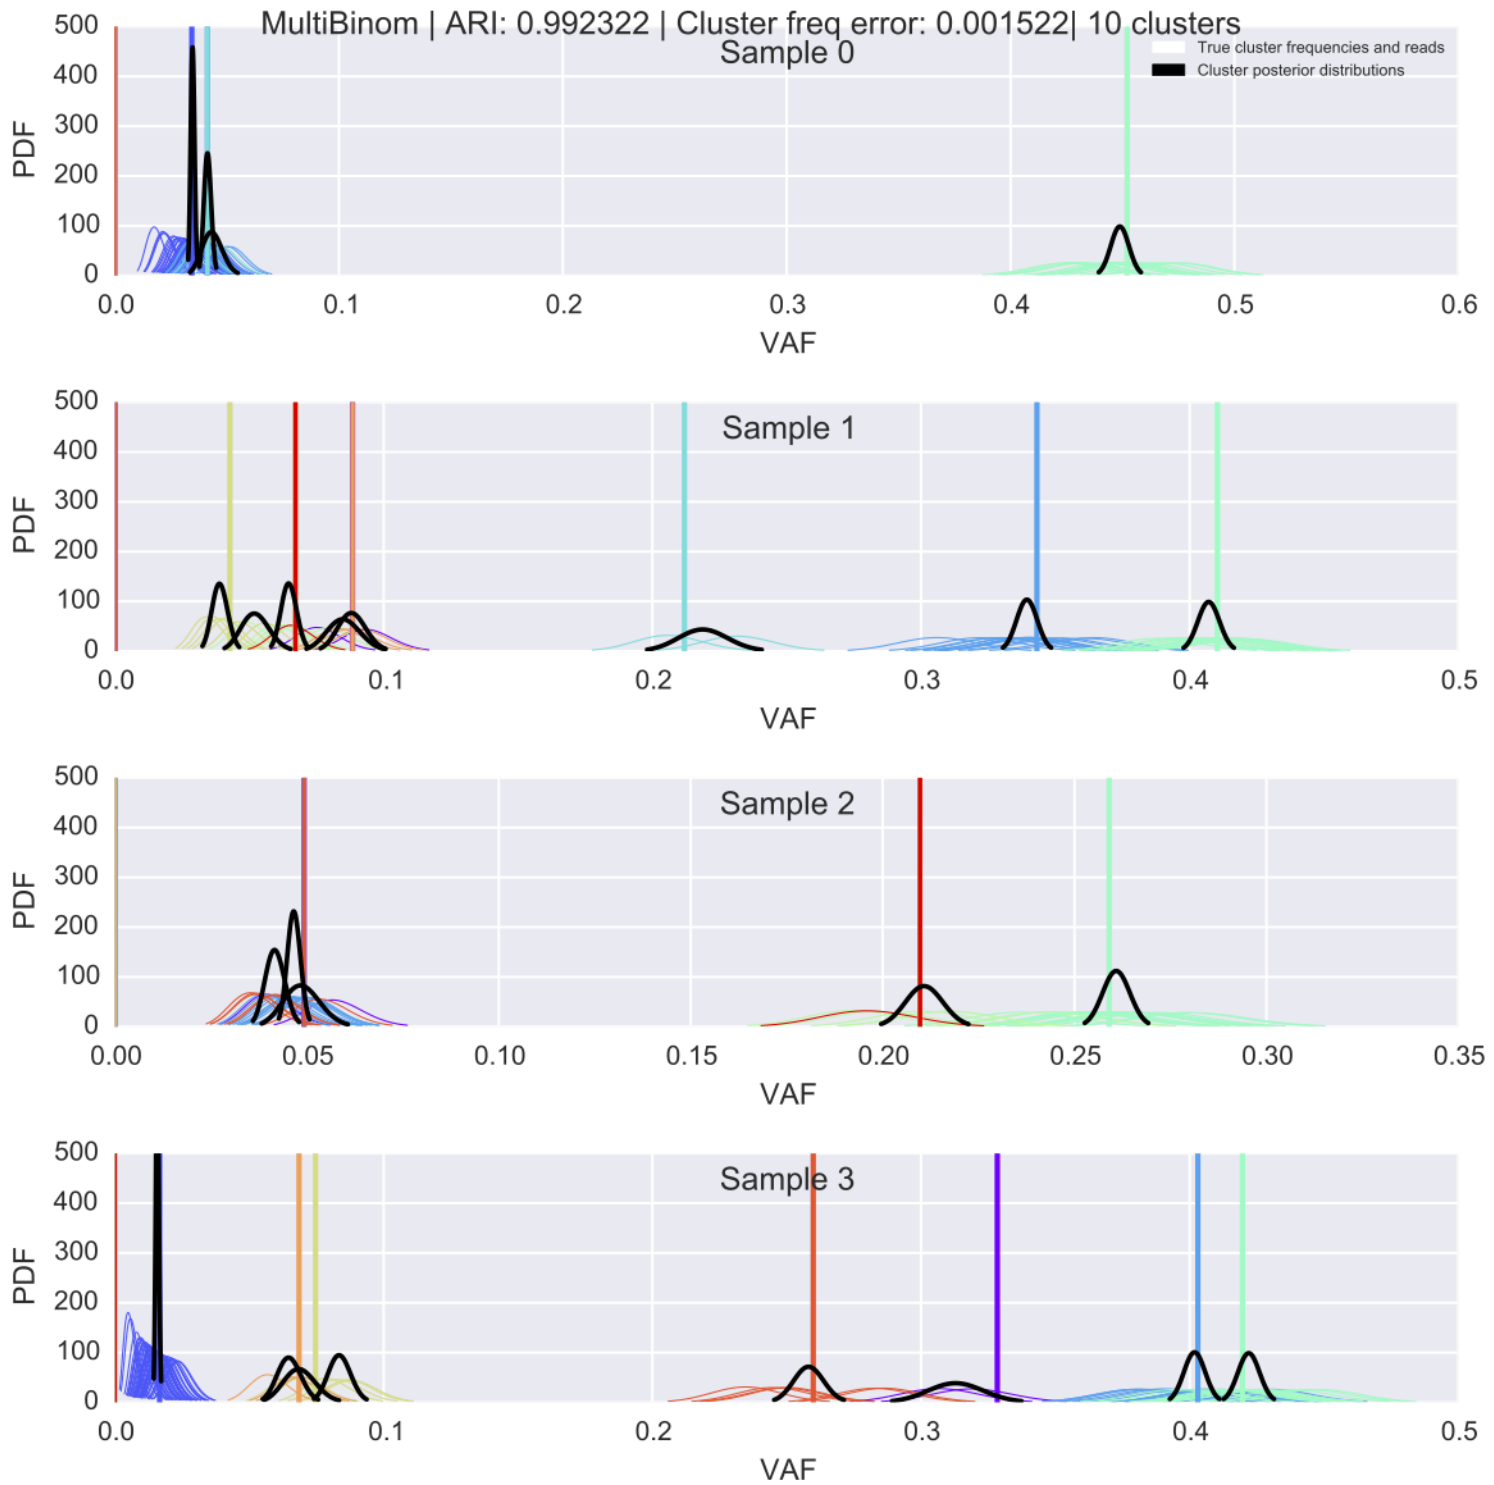 MultiBinom | ARI: 0.992322 | Cluster freq error: 0.001522| 10 clusters
Sample 0
True cluster frequencies and reads
Cluster posterior distributions
PDF
500
400
300
200
100
0
0.0 0.1 0.2 0.3 0.4 0.5 0.6
VAF
Sample 1
PDF
500
400
300
200
100
0
0.0 0.1 0.2 0.3 0.4 0.5
VAF
Sample 2
PDF
500
400
300
200
100
0
0.00 0.05 0.10 0.15 0.20 0.25 0.30 0.35
VAF
Sample 3
PDF
500
400
300
200
100
0
0.0 0.1 0.2 0.3 0.4 0.5
VAF